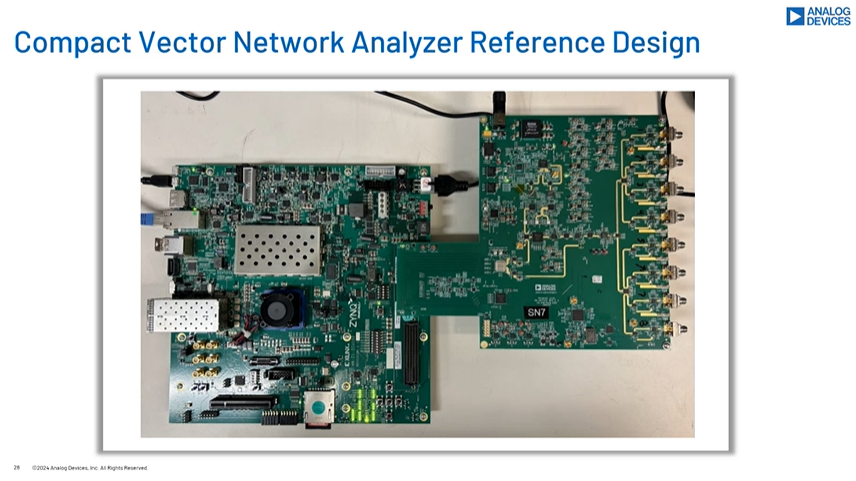 ANALOG
DEVICES
Compact Vector Network Analyzer Reference Design
ZYNQ
SN7
28 ©2024 Analog Devices, Inc. All Rights Reserved.